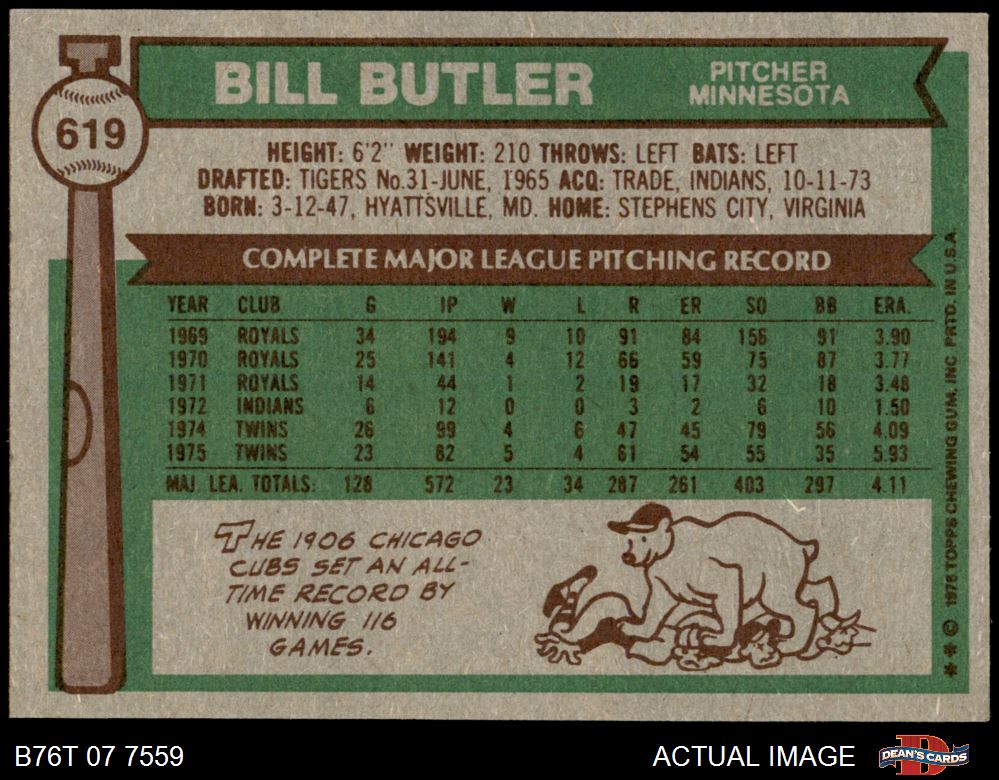 619
BILL BUTLER
PITCHER
MINNESOTA
HEIGHT: 6'2" WEIGHT: 210 THROWS: LEFT BATS: LEFT
DRAFTED: TIGERS No.31-JUNE, 1965 ACQ: TRADE, INDIANS, 10-11-73
BORN: 3-12-47, HYATTSVILLE, MD. HOME: STEPHENS CITY, VIRGINIA
COMPLETE MAJOR LEAGUE PITCHING RECORD
YEAR CLUB G IP W L R ER SO BB ERA.
1969 ROYALS 34 194 9 10 91 84 156 91 3.90
1970 ROYALS 25 141 4 12 66 59 75 87 3.77
1971 ROYALS 14 44 1 2 19 17 32 18 3.48
1972 INDIANS 6 12 0 0 3 2 6 10 1.50
1974 TWINS 26 99 4 6 47 45 79 56 4.09
1975 TWINS 23 82 5 4 61 54 55 35 5.93
MAJ. LEA. TOTALS: 128 572 23 34 287 261 403 297 4.11
THE 1906 CHICAGO
CUBS SET AN ALL-
TIME RECORD BY
WINNING 116
GAMES.
** © 1976 TOPPS CHEWING GUM, INC PRTD. IN U.S.A.
B76T 07 7559
ACTUAL IMAGE
D
DEAN'S CARDS